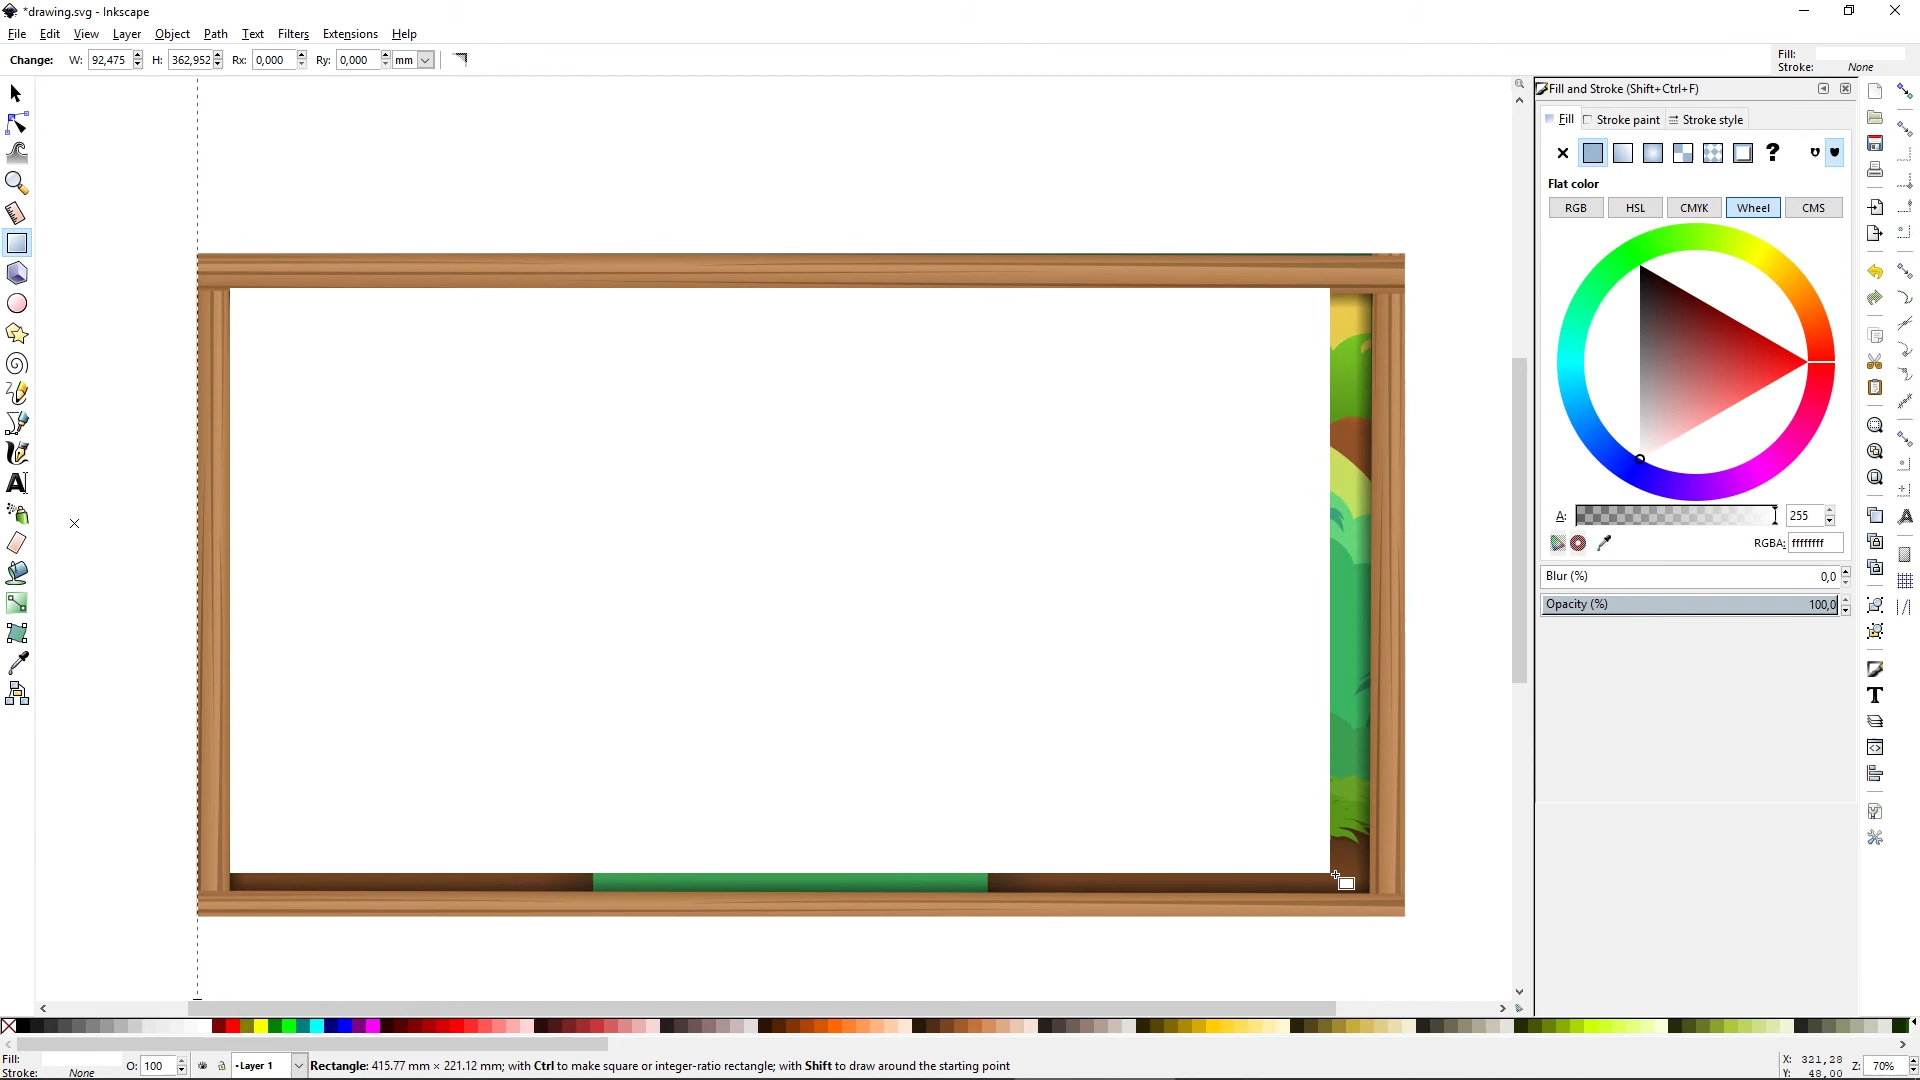 *drawing.svg - Inkscape
File Edit View Layer Object Path Text Filters Extensions Help
Change: W: 92,475 H: 362,952 Rx: 0,000 Ry: 0,000 mm
Fill:
Stroke: None
Fill and Stroke (Shift+Ctrl+F)
Fill Stroke paint Stroke style
Flat color
RGB HSL CMYK Wheel CMS
A: 255
RGBA: ffffffff
Blur (%) 0,0
Opacity (%) 100,0
Fill:
Stroke: None
O: 100
•Layer 1
Rectangle: 415.77 mm × 221.12 mm; with Ctrl to make square or integer-ratio rectangle; with Shift to draw around the starting point
X: 321,28
Y: 48,00
Z: 70%